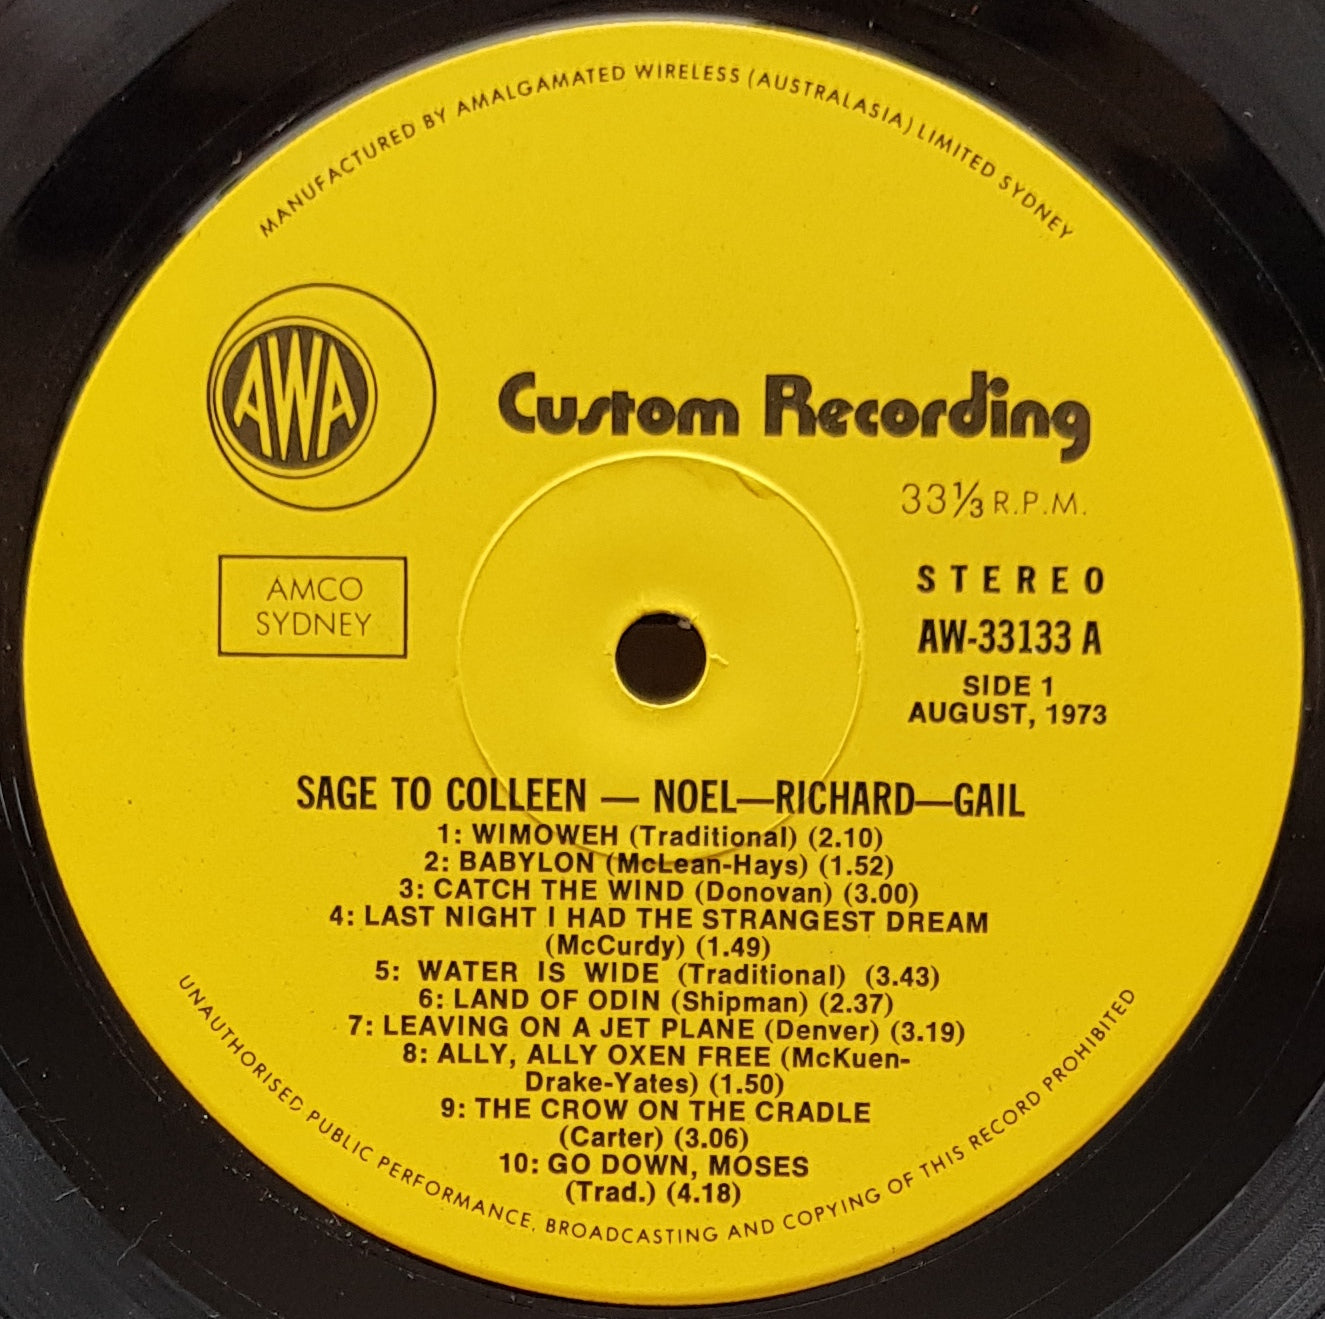 MANUFACTURED BY AMALGAMATED WIRELESS (AUSTRALASIA) LIMITED SYDNEY
AWA
Custom Recording
33⅓ R.P.M.
AMCO
SYDNEY
STEREO
AW-33133 A
SIDE 1
AUGUST, 1973
SAGE TO COLLEEN — NOEL—RICHARD—GAIL
1: WIMOWEH (Traditional) (2.10)
2: BABYLON (McLean-Hays) (1.52)
3: CATCH THE WIND (Donovan) (3.00)
4: LAST NIGHT I HAD THE STRANGEST DREAM
(McCurdy) (1.49)
5: WATER IS WIDE (Traditional) (3.43)
6: LAND OF ODIN (Shipman) (2.37)
7: LEAVING ON A JET PLANE (Denver) (3.19)
8: ALLY, ALLY OXEN FREE (McKuen-
Drake-Yates) (1.50)
9: THE CROW ON THE CRADLE
(Carter) (3.06)
10: GO DOWN, MOSES
(Trad.) (4.18)
UNAUTHORISED PUBLIC PERFORMANCE, BROADCASTING AND COPYING OF THIS RECORD PROHIBITED